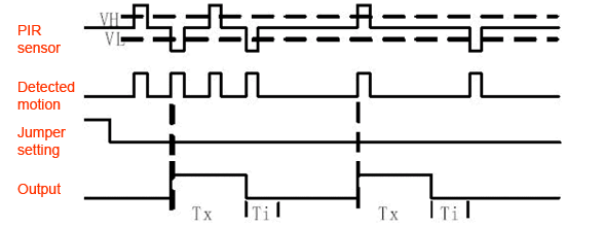 VH
PIR
sensor
VL
Detected
motion
Jumper
setting
Output
Tx
Ti
Tx
Ti